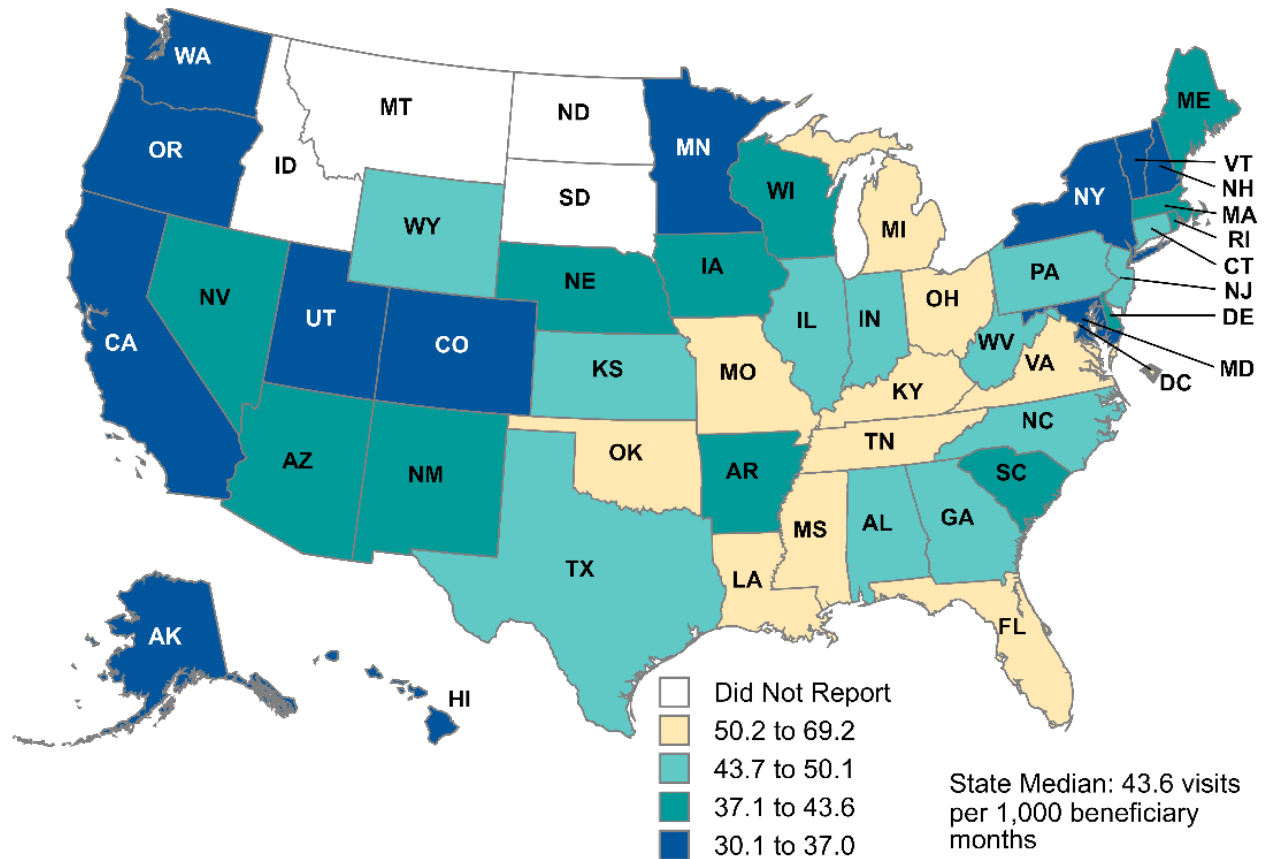 WA
MT
ND
MN
ME
OR
ID
SD
WI
NY
VT
NH
MA
RI
CT
NJ
DE
MD
DC
WY
MI
IA
PA
NE
OH
NV
IL
IN
UT
CO
WV
VA
CA
KS
MO
KY
NC
TN
OK
AZ
NM
AR
SC
MS
AL
GA
TX
LA
FL
AK
HI
Did Not Report
50.2 to 69.2
43.7 to 50.1
37.1 to 43.6
30.1 to 37.0
State Median: 43.6 visits
per 1,000 beneficiary
months